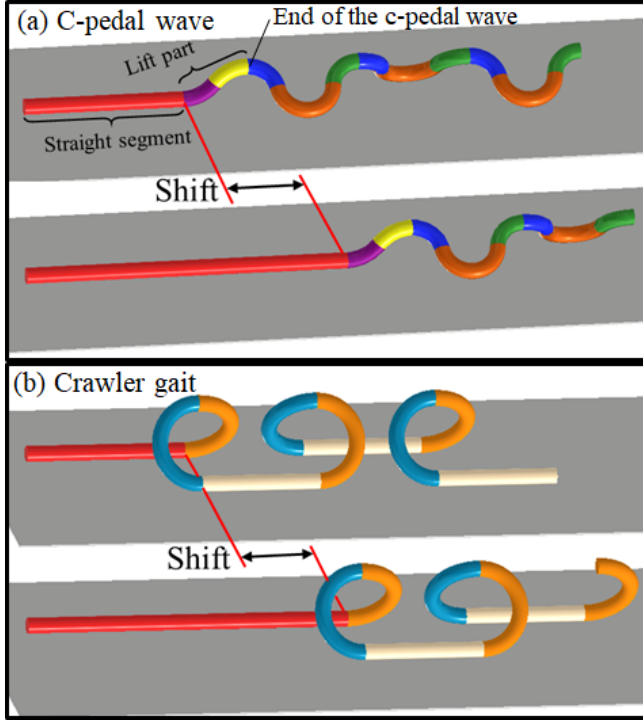 (a) C-pedal wave
End of the c-pedal wave
Lift part
Straight segment
Shift
(b) Crawler gait
Shift